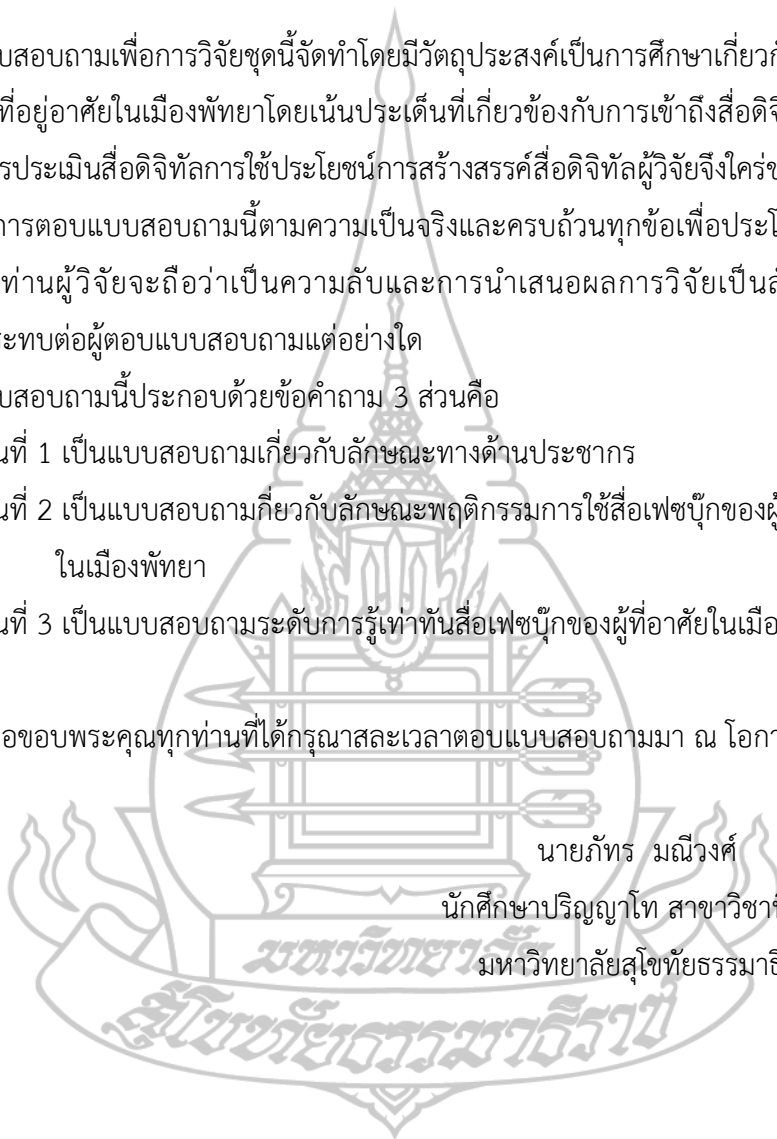 บสอบถามเพื่อการวิจัยชุดนี้จัดทำโดยมีวัตถุประสงค์เป็นการศึกษาเกี่ยวก
ที่อยู่อาศัยในเมืองพัทยาโดยเน้นประเด็นที่เกี่ยวข้องกับการเข้าถึงสื่อดิจิ
รประเมินสื่อดิจิทัลการใช้ประโยชน์การสร้างสรรค์สื่อดิจิทัลผู้วิจัยจึงใคร่ข
การตอบแบบสอบถามนี้ตามความเป็นจริงและครบถ้วนทุกข้อเพื่อประโ
ท่านผู้วิจัยจะถือว่าเป็นความลับและการนำเสนอผลการวิจัยเป็นล
ะทบต่อผู้ตอบแบบสอบถามแต่อย่างใด
บสอบถามนี้ประกอบด้วยข้อคำถาม 3 ส่วนคือ
นที่ 1 เป็นแบบสอบถามเกี่ยวกับลักษณะทางด้านประชากร
นที่ 2 เป็นแบบสอบถามกี่ยวกับลักษณะพฤติกรรมการใช้สื่อเฟซบุ๊กของผู้
ในเมืองพัทยา
นที่ 3 เป็นแบบสอบถามระดับการรู้เท่าทันสื่อเฟซบุ๊กของผู้ที่อาศัยในเมือ
อขอบพระคุณทุกท่านที่ได้กรุณาสละเวลาตอบแบบสอบถามมา ณ โอกา
นายภัทร มณีวงศ์
นักศึกษาปริญญาโท สาขาวิชานิ
มหาวิทยาลัยสุโขทัยธรรมาธิ
มหาวิทยาลัย
สุโขทัยธรรมาธิราช